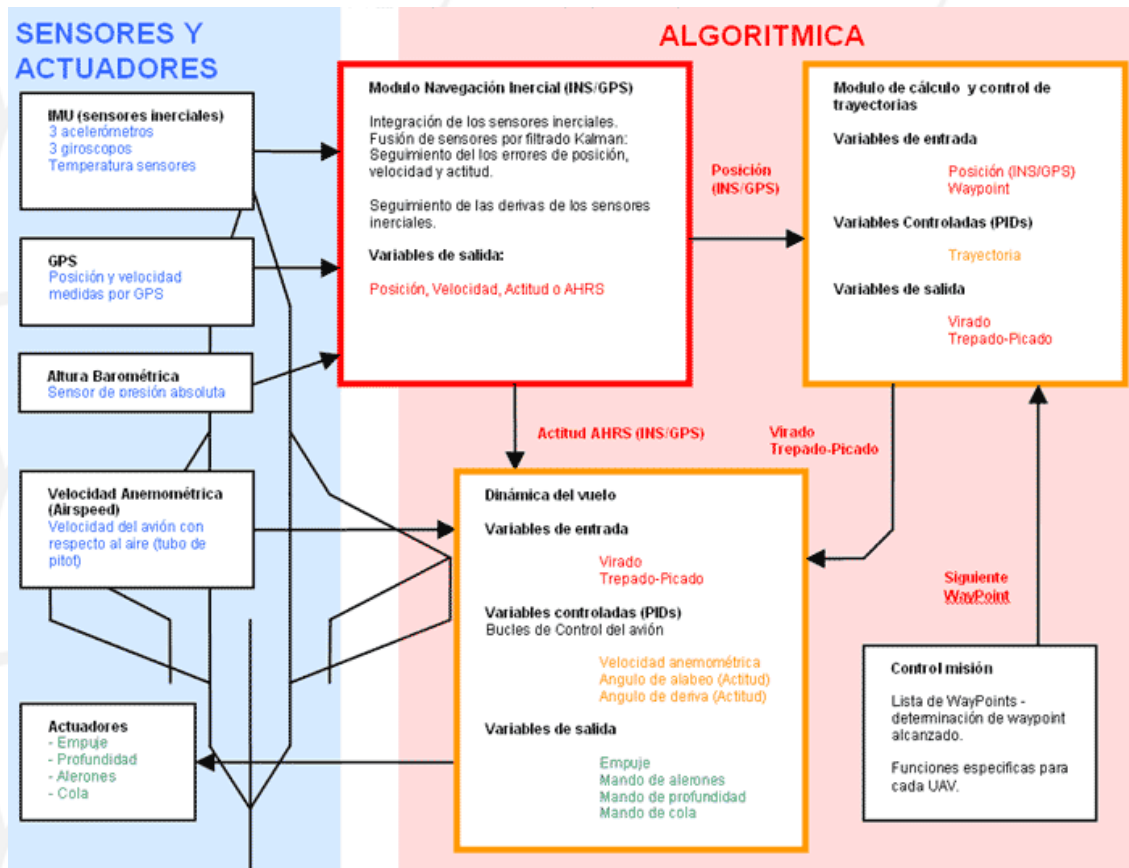 SENSORES Y
ACTUADORES
IMU (sensores inerciales)
3 acelerómetros
3 giroscopos
Temperatura sensores
GPS
Posición y velocidad
medidas por GPS
Altura Barométrica
Sensor de presión absoluta
Velocidad Anemométrica
(Airspeed)
Velocidad del avión con
respecto al aire (tubo de
pitot)
Actuadores
- Empuje
- Profundidad
- Alerones
- Cola
ALGORITMICA
Modulo Navegación Inercial (INS/GPS)
Integración de los sensores inerciales.
Fusión de sensores por filtrado Kalman:
Seguimiento del los errores de posición,
velocidad y actitud.
Seguimiento de las derivas de los sensores
inerciales.
Variables de salida:
Posición, Velocidad, Actitud o AHRS
Posición
(INS/GPS)
Modulo de cálculo y control de
trayectorias
Variables de entrada
Posición (INS/GPS)
Waypoint
Variables Controladas (PIDs)
Trayectoria
Variables de salida
Virado
Trepado-Picado
Actitud AHRS (INS/GPS)
Virado
Trepado-Picado
Dinámica del vuelo
Variables de entrada
Virado
Trepado-Picado
Variables controladas (PIDs)
Bucles de Control del avión
Velocidad anemométrica
Angulo de alabeo (Actitud)
Angulo de deriva (Actitud)
Variables de salida
Empuje
Mando de alerones
Mando de profundidad
Mando de cola
Siguiente
WayPoint
Control misión
Lista de WayPoints -
determinación de waypoint
alcanzado.
Funciones especificas para
cada UAV.